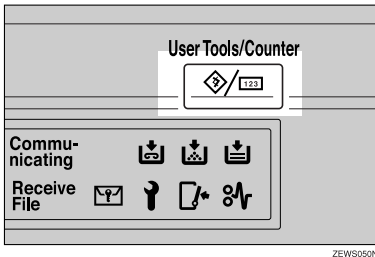 User Tools/Counter
123
Commu-
nicating
Receive
File
ZEWS050N